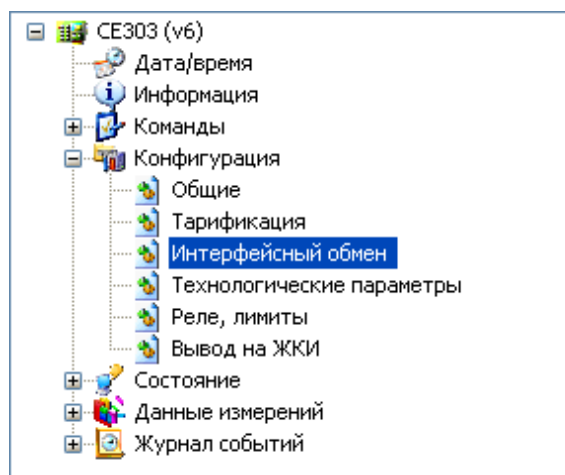 CE303 (v6)
Дата/время
Информация
Команды
Конфигурация
Общие
Тарификация
Интерфейсный обмен
Технологические параметры
Реле, лимиты
Вывод на ЖКИ
Состояние
Данные измерений
Журнал событий